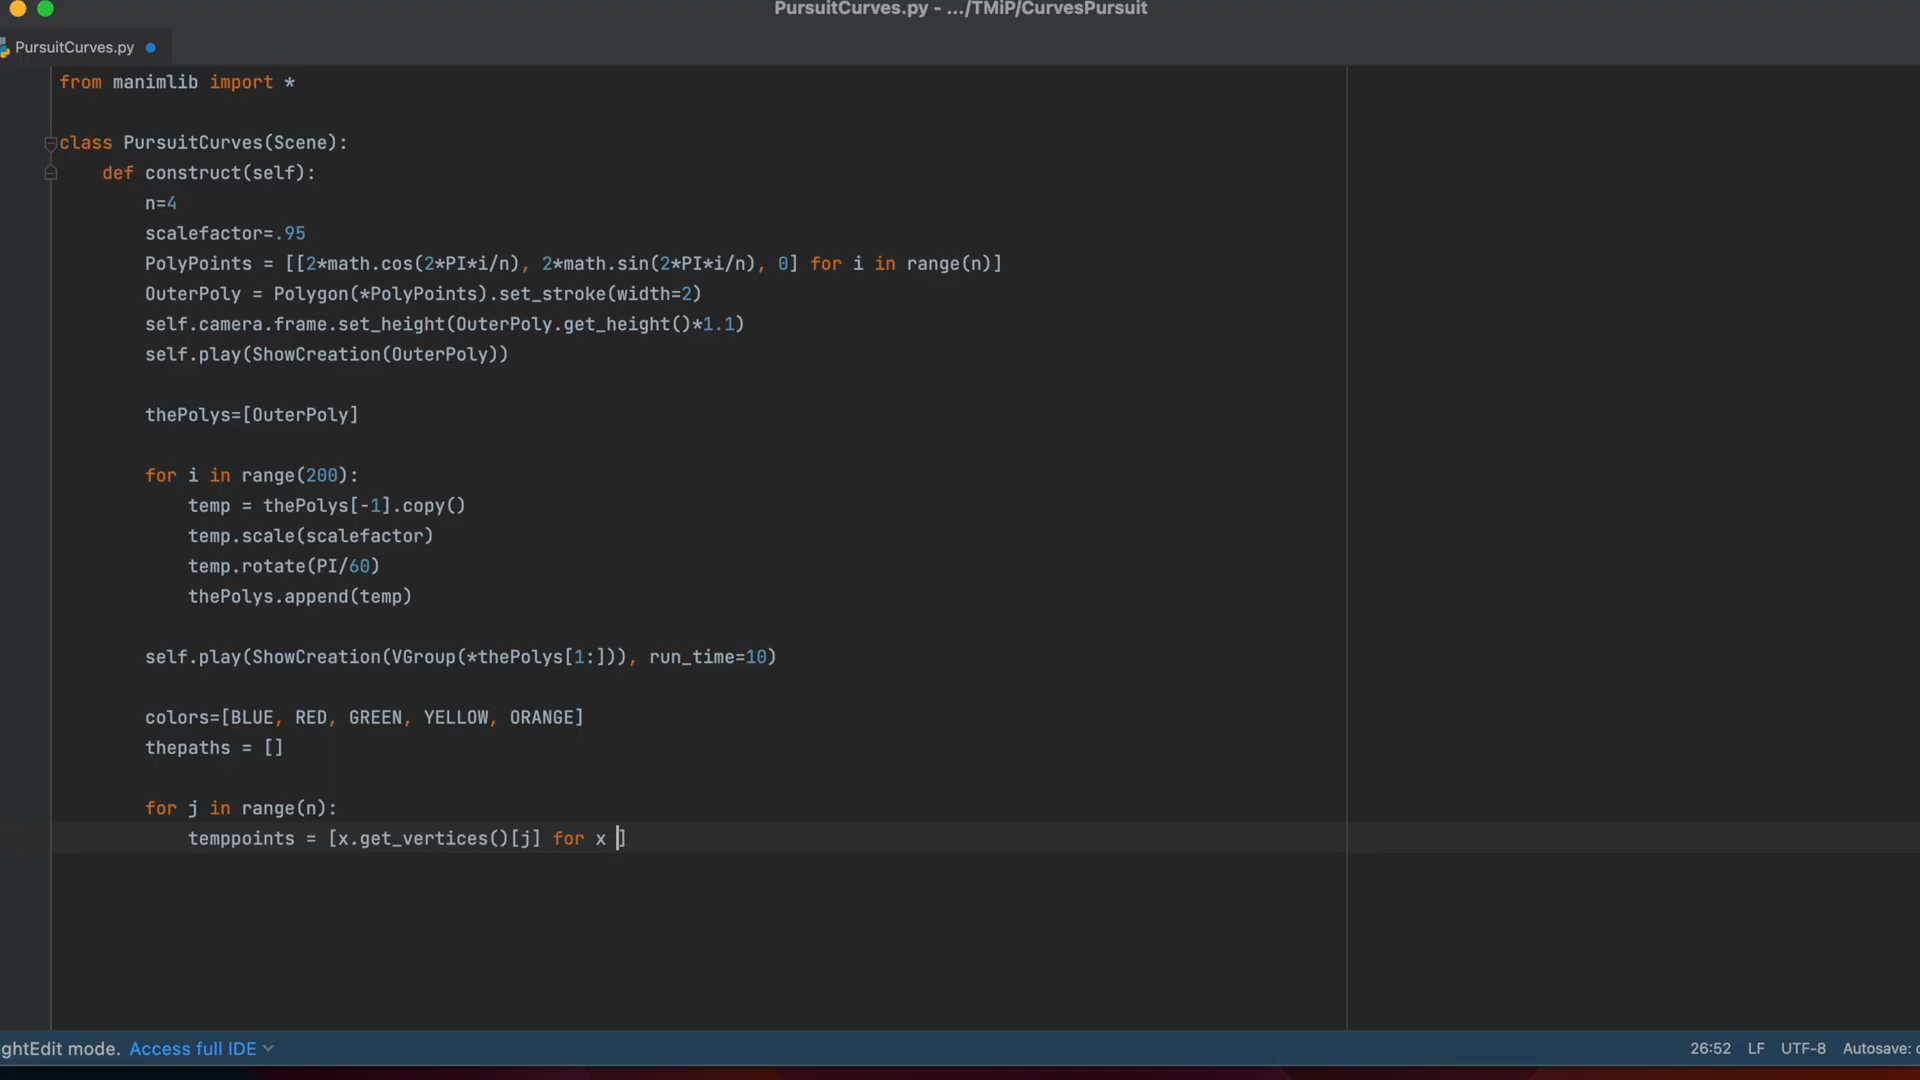 PursuitCurves.py - .../TMiP/CurvesPursuit
PursuitCurves.py
from manimlib import *
class PursuitCurves(Scene):
    def construct(self):
        n=4
        scalefactor=.95
        PolyPoints = [[2*math.cos(2*PI*i/n), 2*math.sin(2*PI*i/n), 0] for i in range(n)]
        OuterPoly = Polygon(*PolyPoints).set_stroke(width=2)
        self.camera.frame.set_height(OuterPoly.get_height()*1.1)
        self.play(ShowCreation(OuterPoly))
        thePolys=[OuterPoly]
        for i in range(200):
            temp = thePolys[-1].copy()
            temp.scale(scalefactor)
            temp.rotate(PI/60)
            thePolys.append(temp)
        self.play(ShowCreation(VGroup(*thePolys[1:])), run_time=10)
        colors=[BLUE, RED, GREEN, YELLOW, ORANGE]
        thepaths = []
        for j in range(n):
            temppoints = [x.get_vertices()[j] for x ]
ghtEdit mode. Access full IDE
26:52 LF UTF-8 Autosave: